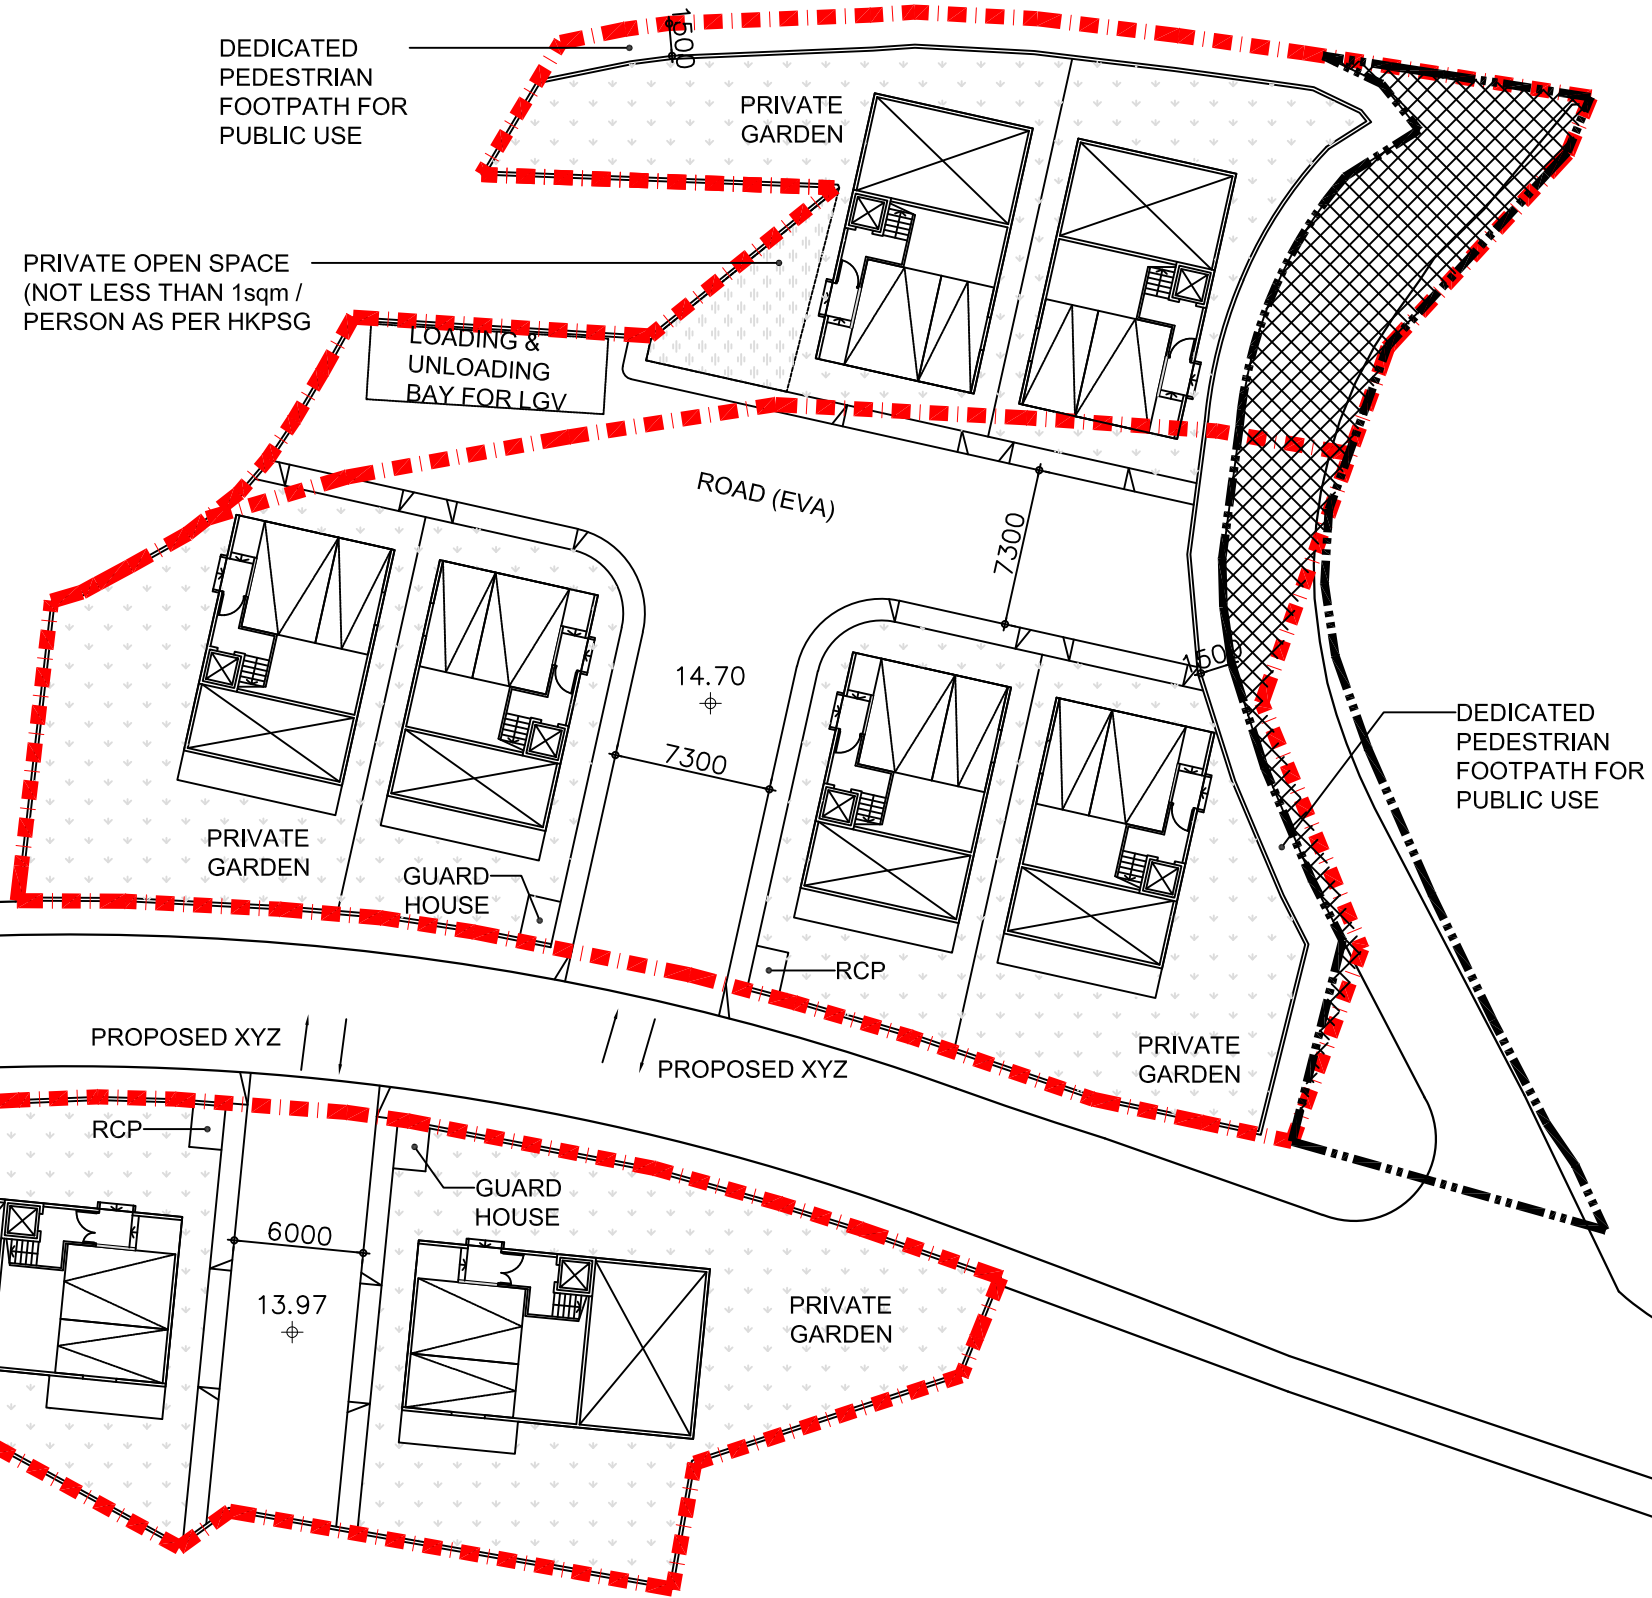 DEDICATED
PEDESTRIAN
FOOTPATH FOR
PUBLIC USE
1500
PRIVATE
GARDEN
PRIVATE OPEN SPACE
(NOT LESS THAN 1sqm /
PERSON AS PER HKPSG
LOADING &
UNLOADING
BAY FOR LGV
ROAD (EVA)
7300
1500
14.70
7300
DEDICATED
PEDESTRIAN
FOOTPATH FOR
PUBLIC USE
PRIVATE
GARDEN
GUARD
HOUSE
RCP
PROPOSED XYZ
PROPOSED XYZ
PRIVATE
GARDEN
RCP
GUARD
HOUSE
6000
13.97
PRIVATE
GARDEN